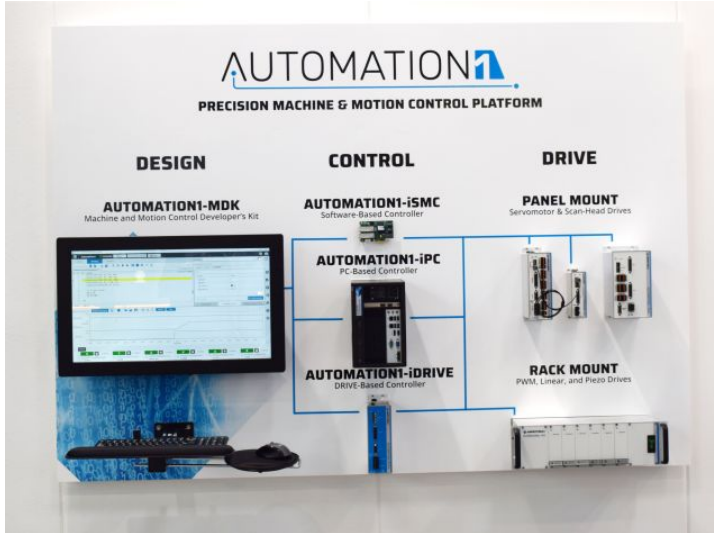 AUTOMATION1
PRECISION MACHINE & MOTION CONTROL PLATFORM
DESIGN
CONTROL
DRIVE
AUTOMATION1-MDK
Machine and Motion Control Developer's Kit
AUTOMATION1-iSMC
Software-Based Controller
AUTOMATION1-iPC
PC-Based Controller
AUTOMATION1-iDRIVE
DRIVE-Based Controller
PANEL MOUNT
Servomotor & Scan-Head Drives
RACK MOUNT
PWM, Linear, and Piezo Drives